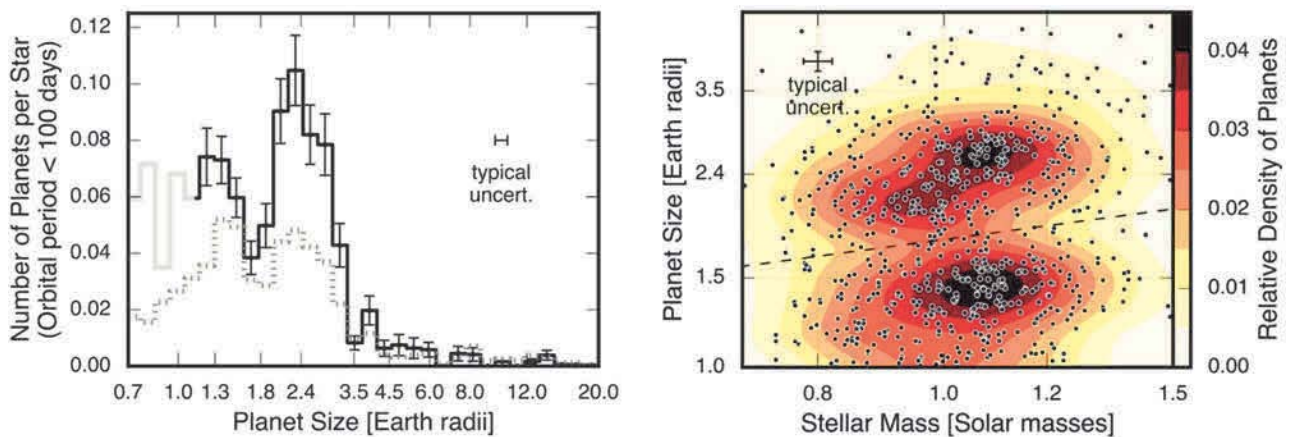 Number of Planets per Star
(Orbital period < 100 days)
0.12
0.10
0.08
0.06
0.04
0.02
0.00
typical
uncert.
0.7 1.0 1.3 1.8 2.4 3.5 4.5 6.0 8.0 12.0 20.0
Planet Size [Earth radii]
Planet Size [Earth radii]
3.5
2.4
1.5
1.0
typical
uncert.
0.8 1.0 1.2 1.5
Stellar Mass [Solar masses]
0.04
0.03
0.02
0.01
0.00
Relative Density of Planets